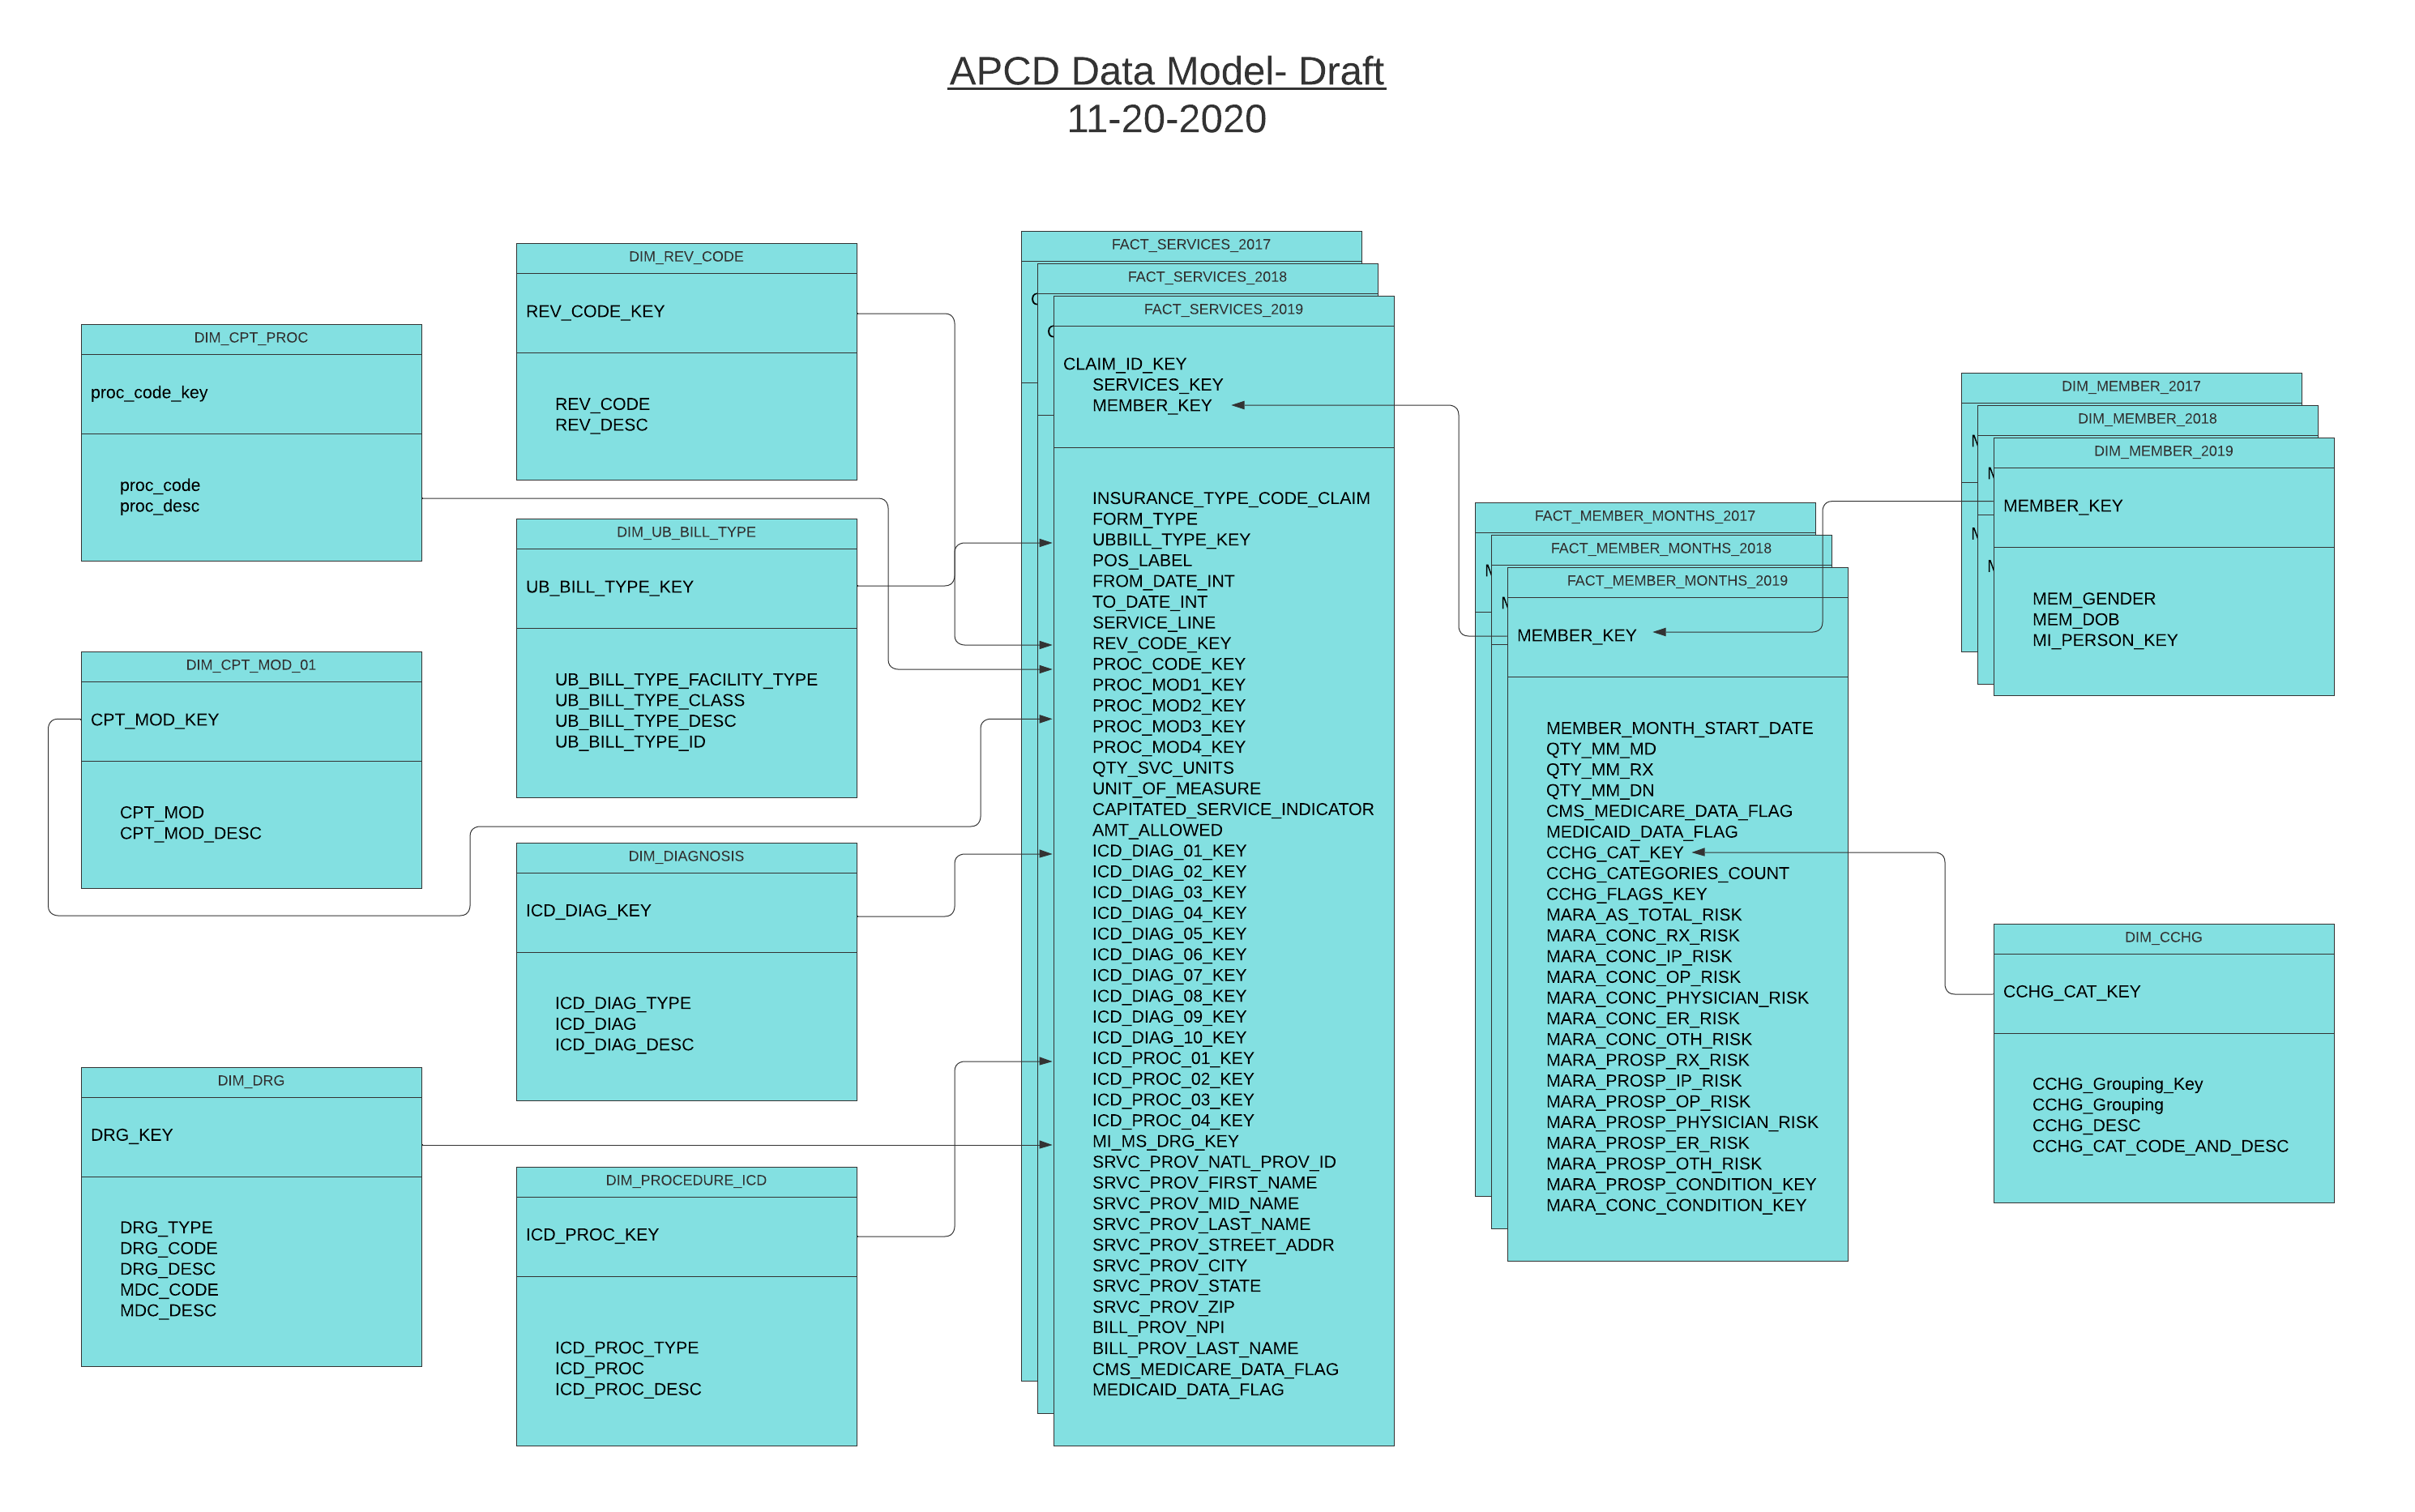 APCD Data Model- Draft
11-20-2020
DIM_CPT_PROC
proc_code_key
proc_code
proc_desc
DIM_CPT_MOD_01
CPT_MOD_KEY
CPT_MOD
CPT_MOD_DESC
DIM_DRG
DRG_KEY
DRG_TYPE
DRG_CODE
DRG_DESC
MDC_CODE
MDC_DESC
DIM_REV_CODE
REV_CODE_KEY
REV_CODE
REV_DESC
DIM_UB_BILL_TYPE
UB_BILL_TYPE_KEY
UB_BILL_TYPE_FACILITY_TYPE
UB_BILL_TYPE_CLASS
UB_BILL_TYPE_DESC
UB_BILL_TYPE_ID
DIM_DIAGNOSIS
ICD_DIAG_KEY
ICD_DIAG_TYPE
ICD_DIAG
ICD_DIAG_DESC
DIM_PROCEDURE_ICD
ICD_PROC_KEY
ICD_PROC_TYPE
ICD_PROC
ICD_PROC_DESC
FACT_SERVICES_2017
FACT_SERVICES_2018
FACT_SERVICES_2019
CLAIM_ID_KEY
SERVICES_KEY
MEMBER_KEY
INSURANCE_TYPE_CODE_CLAIM
FORM_TYPE
UBBILL_TYPE_KEY
POS_LABEL
FROM_DATE_INT
TO_DATE_INT
SERVICE_LINE
REV_CODE_KEY
PROC_CODE_KEY
PROC_MOD1_KEY
PROC_MOD2_KEY
PROC_MOD3_KEY
PROC_MOD4_KEY
QTY_SVC_UNITS
UNIT_OF_MEASURE
CAPITATED_SERVICE_INDICATOR
AMT_ALLOWED
ICD_DIAG_01_KEY
ICD_DIAG_02_KEY
ICD_DIAG_03_KEY
ICD_DIAG_04_KEY
ICD_DIAG_05_KEY
ICD_DIAG_06_KEY
ICD_DIAG_07_KEY
ICD_DIAG_08_KEY
ICD_DIAG_09_KEY
ICD_DIAG_10_KEY
ICD_PROC_01_KEY
ICD_PROC_02_KEY
ICD_PROC_03_KEY
ICD_PROC_04_KEY
MI_MS_DRG_KEY
SRVC_PROV_NATL_PROV_ID
SRVC_PROV_FIRST_NAME
SRVC_PROV_MID_NAME
SRVC_PROV_LAST_NAME
SRVC_PROV_STREET_ADDR
SRVC_PROV_CITY
SRVC_PROV_STATE
SRVC_PROV_ZIP
BILL_PROV_NPI
BILL_PROV_LAST_NAME
CMS_MEDICARE_DATA_FLAG
MEDICAID_DATA_FLAG
FACT_MEMBER_MONTHS_2017
FACT_MEMBER_MONTHS_2018
FACT_MEMBER_MONTHS_2019
MEMBER_KEY
MEMBER_MONTH_START_DATE
QTY_MM_MD
QTY_MM_RX
QTY_MM_DN
CMS_MEDICARE_DATA_FLAG
MEDICAID_DATA_FLAG
CCHG_CAT_KEY
CCHG_CATEGORIES_COUNT
CCHG_FLAGS_KEY
MARA_AS_TOTAL_RISK
MARA_CONC_RX_RISK
MARA_CONC_IP_RISK
MARA_CONC_OP_RISK
MARA_CONC_PHYSICIAN_RISK
MARA_CONC_ER_RISK
MARA_CONC_OTH_RISK
MARA_PROSP_RX_RISK
MARA_PROSP_IP_RISK
MARA_PROSP_OP_RISK
MARA_PROSP_PHYSICIAN_RISK
MARA_PROSP_ER_RISK
MARA_PROSP_OTH_RISK
MARA_PROSP_CONDITION_KEY
MARA_CONC_CONDITION_KEY
DIM_MEMBER_2017
DIM_MEMBER_2018
DIM_MEMBER_2019
MEMBER_KEY
MEM_GENDER
MEM_DOB
MI_PERSON_KEY
DIM_CCHG
CCHG_CAT_KEY
CCHG_Grouping_Key
CCHG_Grouping
CCHG_DESC
CCHG_CAT_CODE_AND_DESC